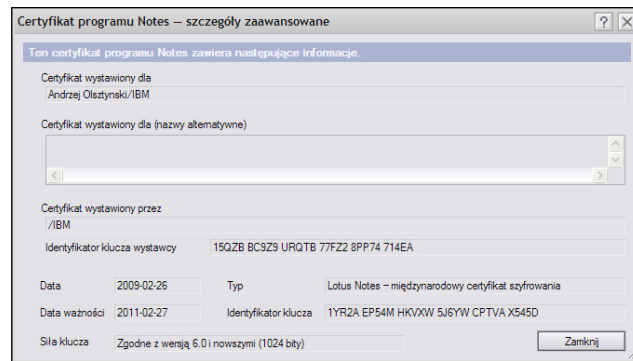 Certyfikat programu Notes – szczegóły zaawansowane
Ten certyfikat programu Notes zawiera następujące informacje.
Certyfikat wystawiony dla
Andrzej Olsztynski/IBM
Certyfikat wystawiony dla (nazwy alternatywne)
Certyfikat wystawiony przez
/IBM
Identyfikator klucza wystawcy 15QZB BC9Z9 URQTB 77FZ2 8PP74 714EA
Data 2009-02-26 Typ Lotus Notes – międzynarodowy certyfikat szyfrowania
Data ważności 2011-02-27 Identyfikator klucza 1YR2A EP54M HKVXW 5J6YW CPTVA X545D
Siła klucza Zgodne z wersją 6.0 i nowszymi (1024 bity) Zamknij